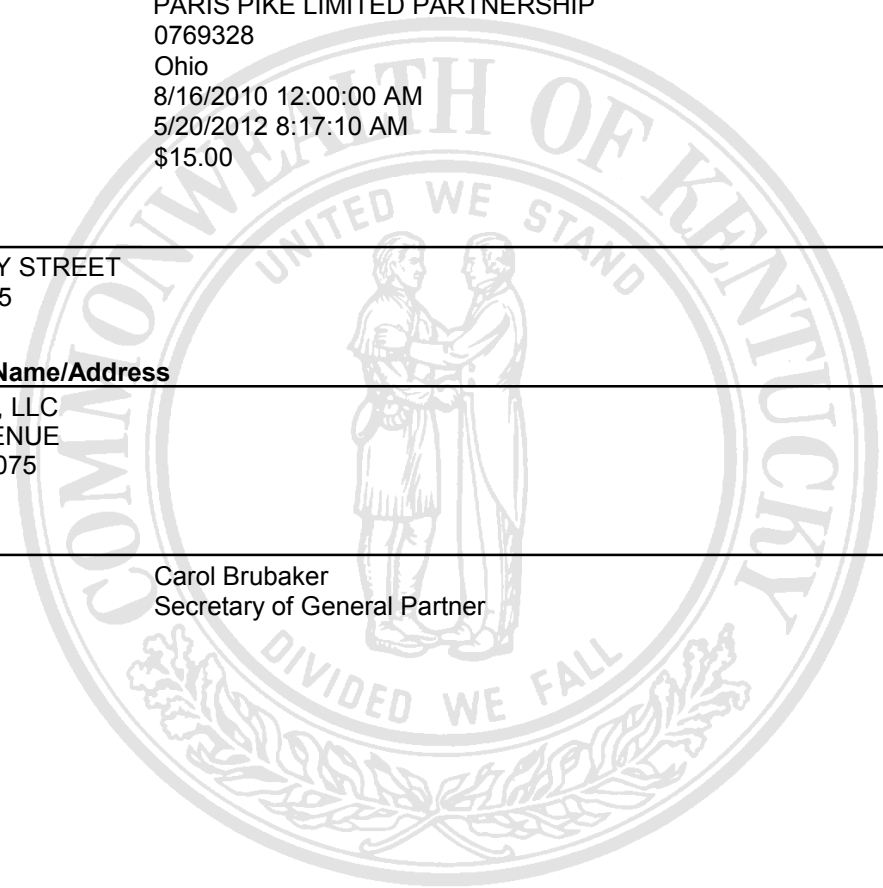 PARIS PIKE LIMITED PARTNERSHIP
0769328
Ohio
8/16/2010 12:00:00 AM
5/20/2012 8:17:10 AM
$15.00
Y STREET
5
Name/Address
, LLC
ENUE
075
Carol Brubaker
Secretary of General Partner
COMMONWEALTH OF KENTUCKY
UNITED WE STAND
DIVIDED WE FALL